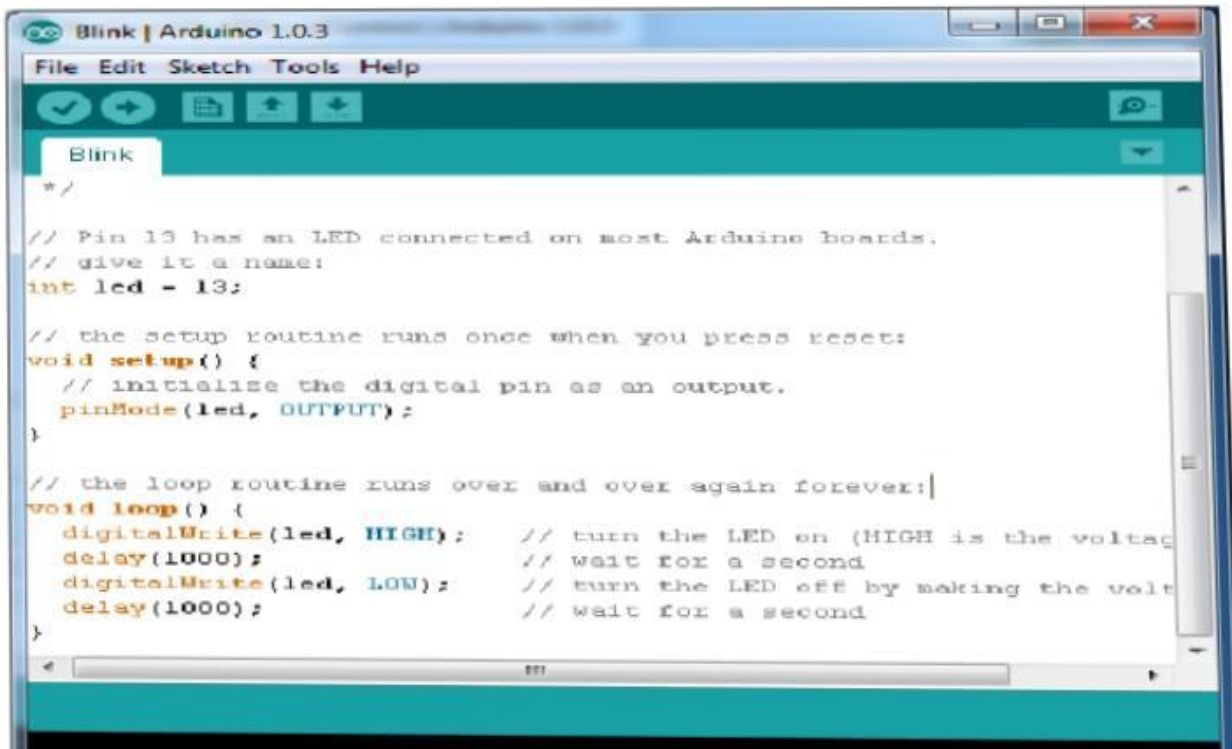 Blink | Arduino 1.0.3
File Edit Sketch Tools Help
Blink
*/
// Pin 13 has an LED connected on most Arduino boards.
// give it a name:
int led = 13;
// the setup routine runs once when you press reset:
void setup() {
// initialize the digital pin as an output.
pinMode(led, OUTPUT);
}
// the loop routine runs over and over again forever:
void loop() {
digitalWrite(led, HIGH); // turn the LED on (HIGH is the voltag
delay(1000); // wait for a second
digitalWrite(led, LOW); // turn the LED off by making the volt
delay(1000); // wait for a second
}